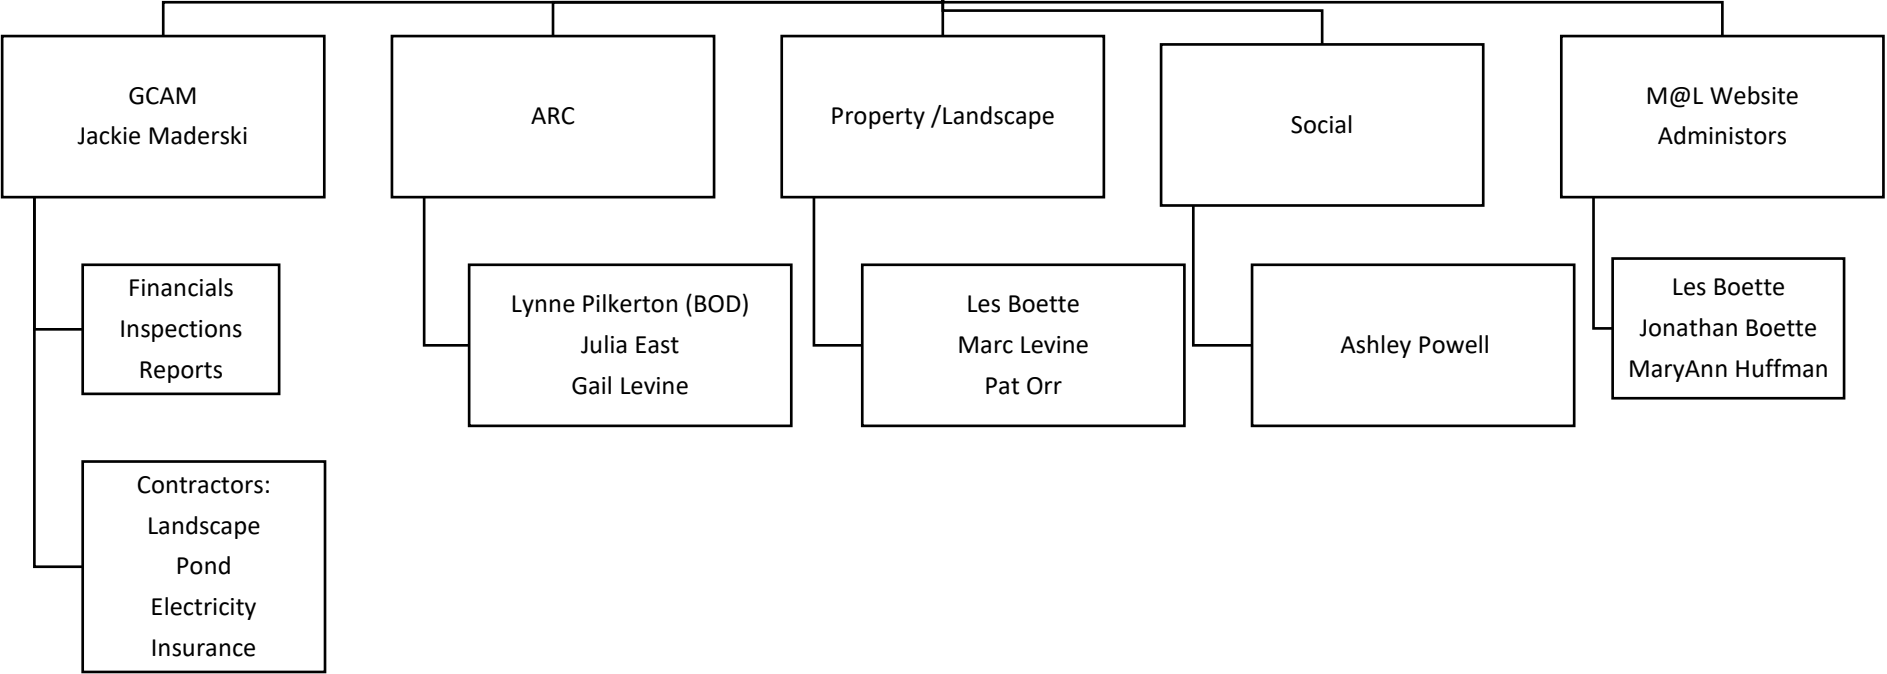 GCAM
Jackie Maderski
ARC
Property /Landscape
Social
M@L Website
Administors
Financials
Inspections
Reports
Lynne Pilkerton (BOD)
Julia East
Gail Levine
Les Boette
Marc Levine
Pat Orr
Ashley Powell
Les Boette
Jonathan Boette
MaryAnn Huffman
Contractors:
Landscape
Pond
Electricity
Insurance